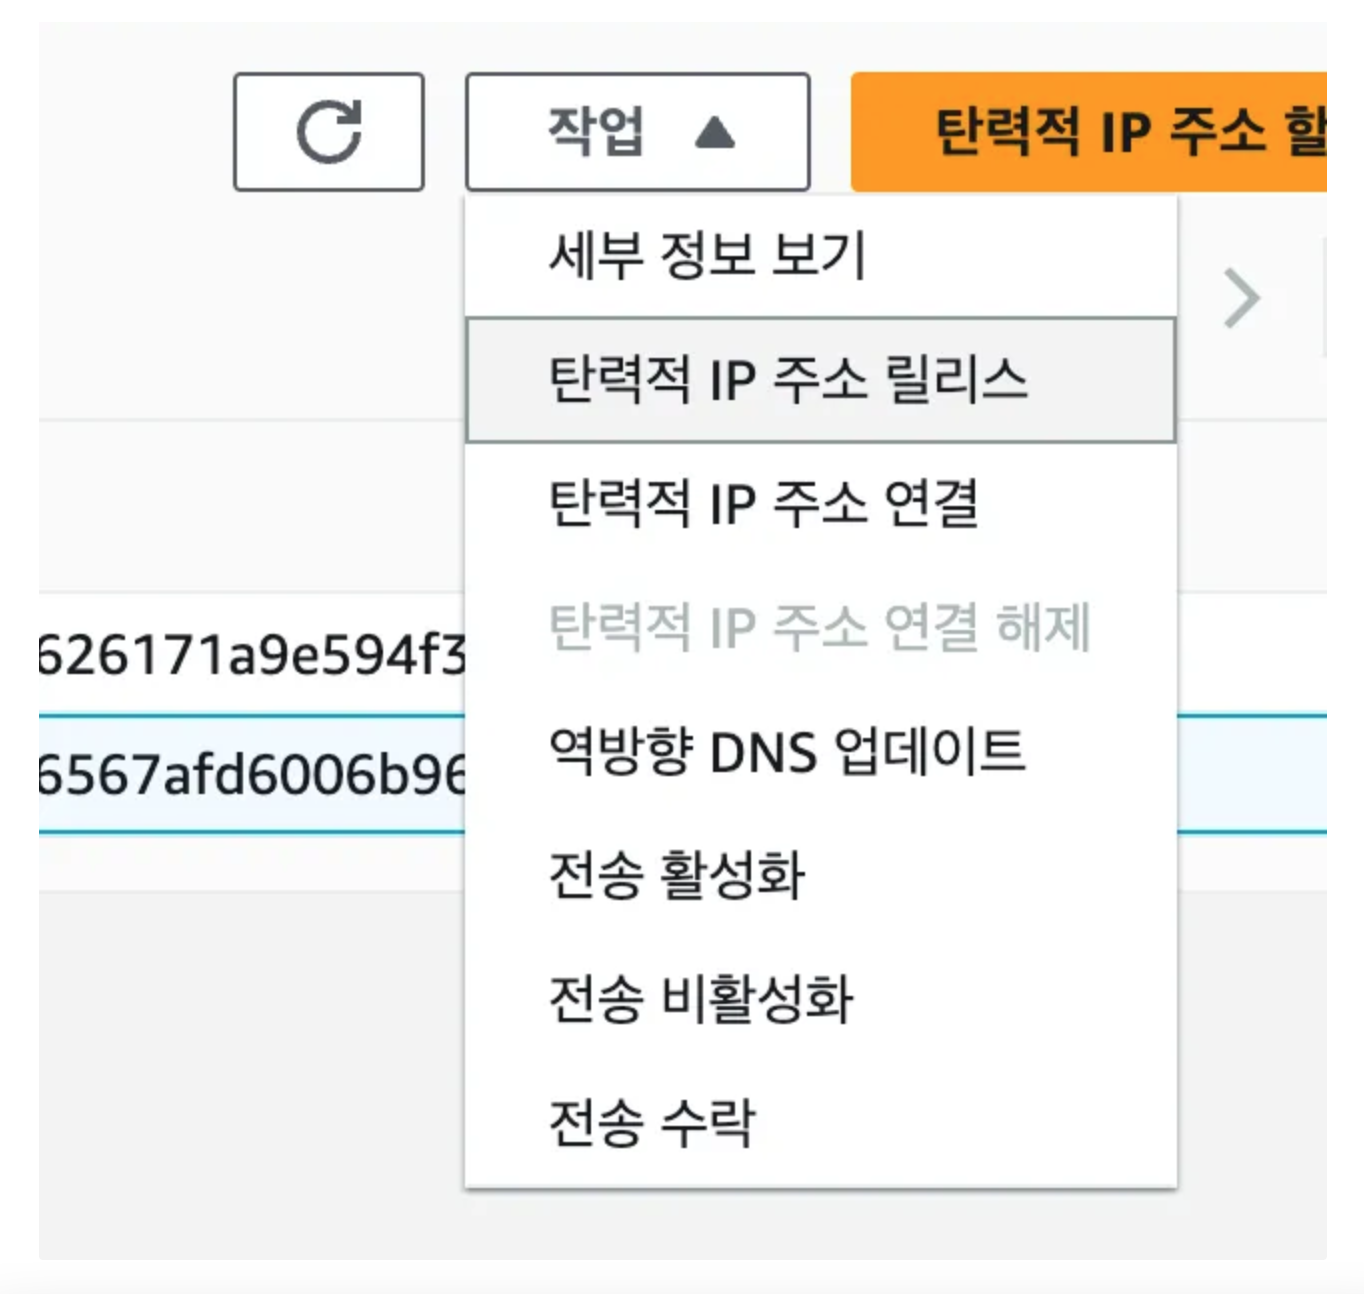 작업
탄력적 IP 주소 할
세부 정보 보기
탄력적 IP 주소 릴리스
탄력적 IP 주소 연결
탄력적 IP 주소 연결 해제
626171a9e594f3
역방향 DNS 업데이트
6567afd6006b96
전송 활성화
전송 비활성화
전송 수락